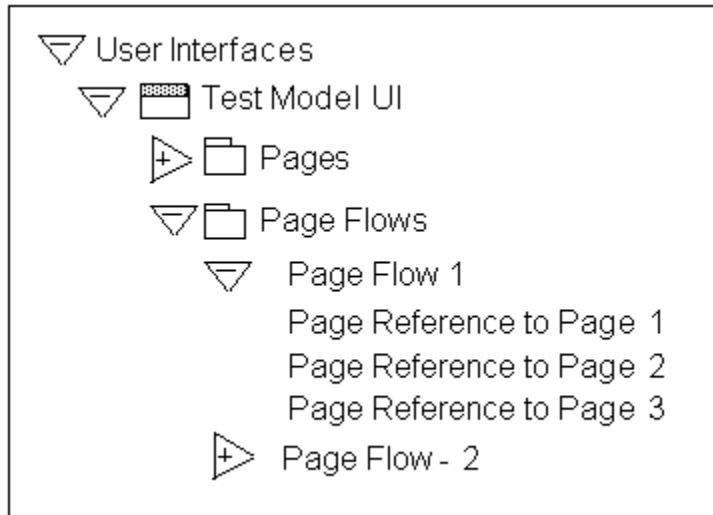 User Interfaces
Test Model UI
Pages
Page Flows
Page Flow 1
Page Reference to Page 1
Page Reference to Page 2
Page Reference to Page 3
Page Flow - 2